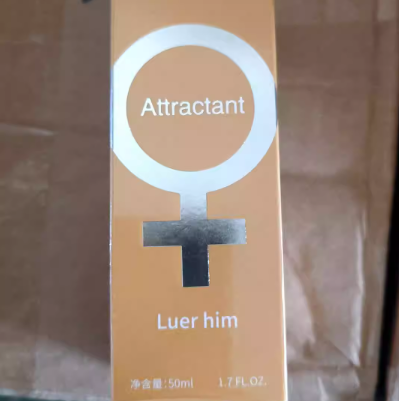 Attractant
Luer him
净含量:50ml 1.7 FL.OZ.